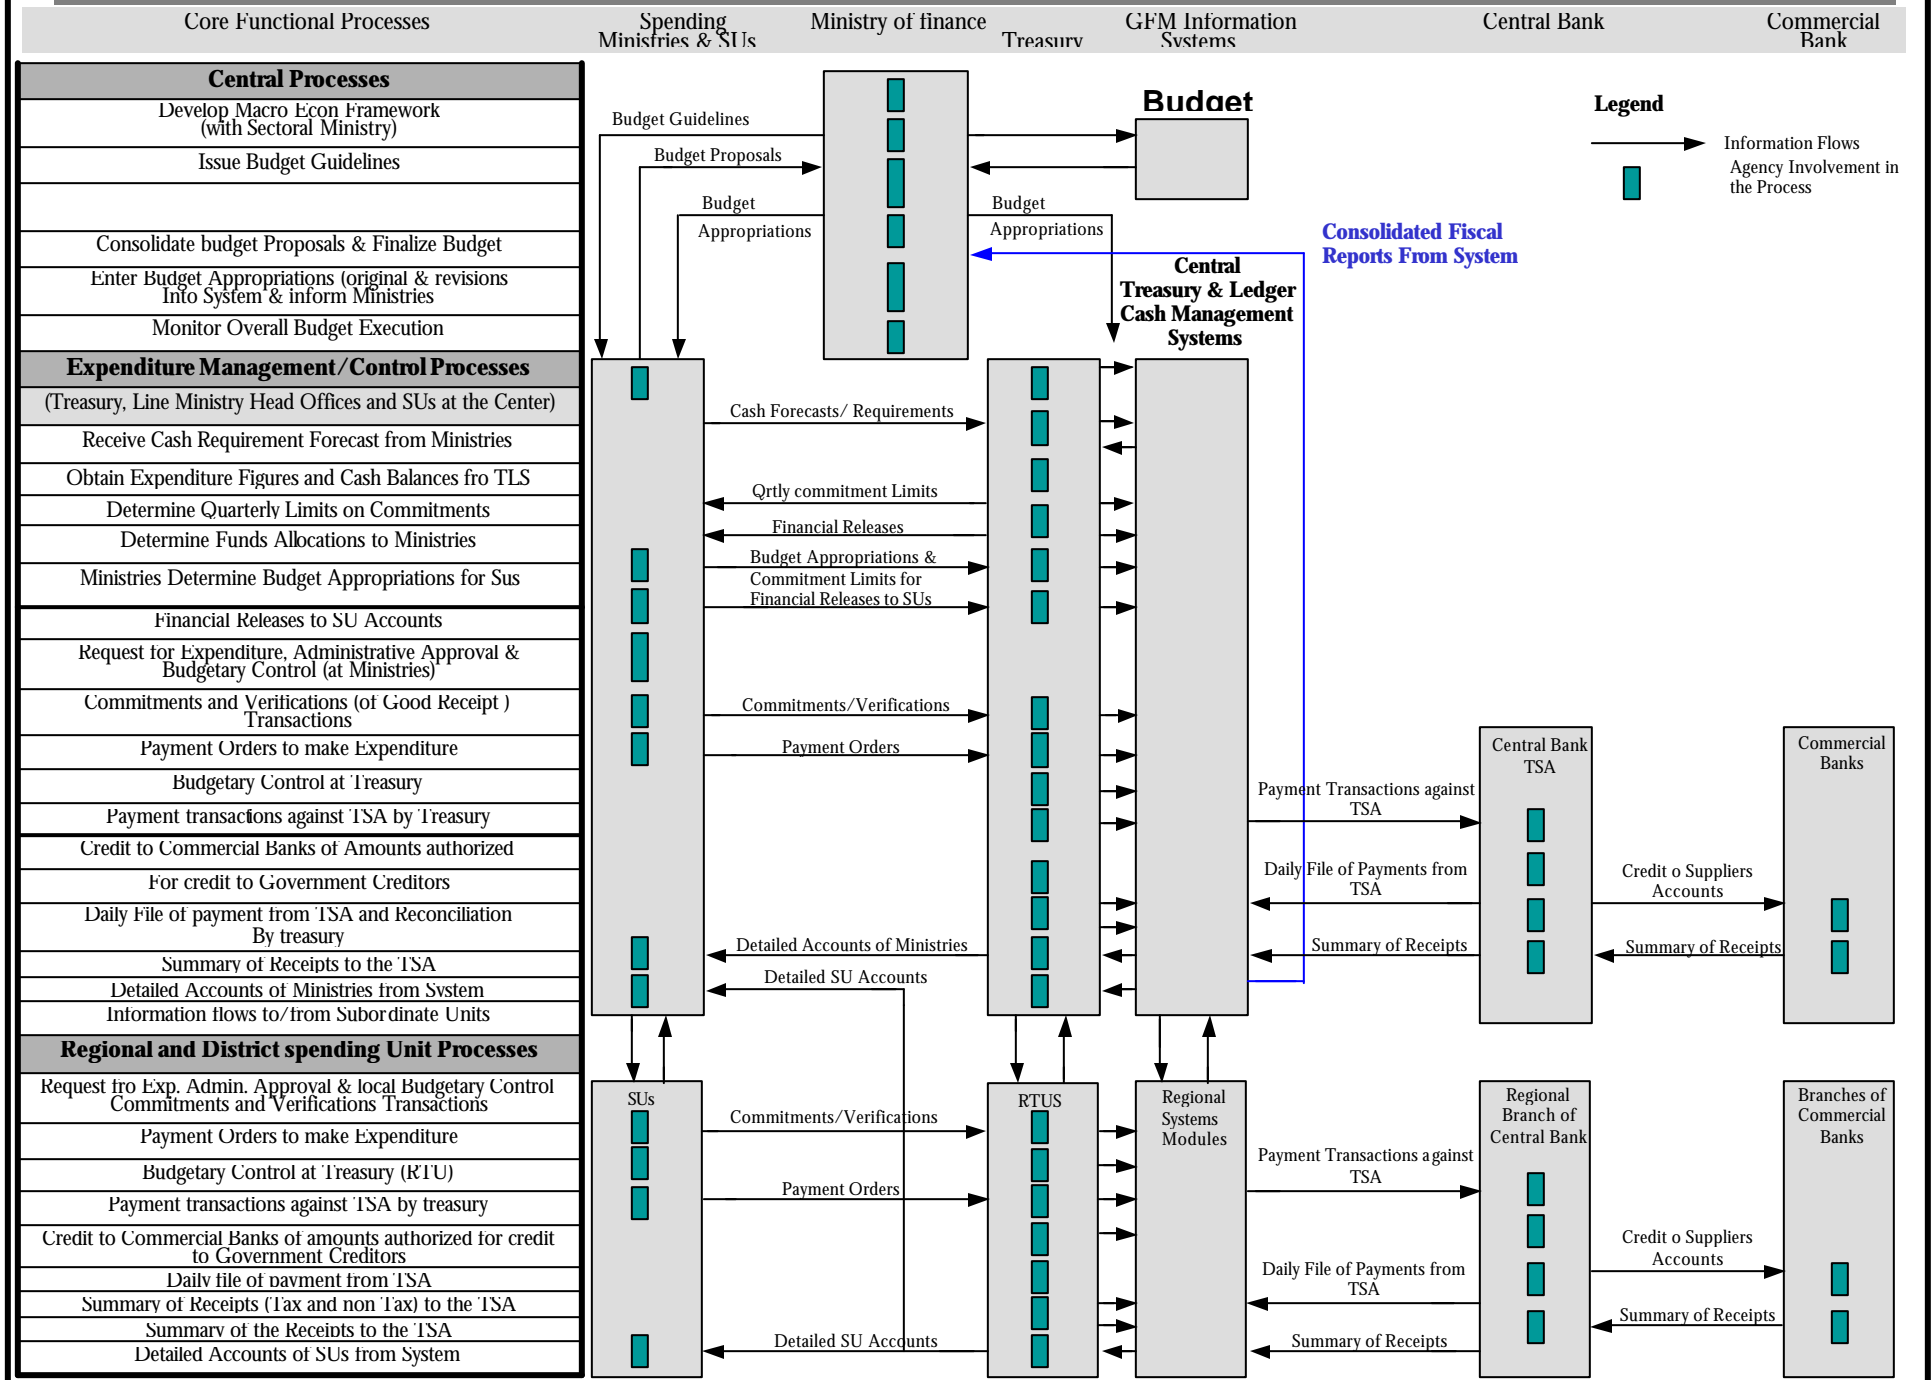 Core Functional Processes
Spending
Ministries & SUs
Ministry of finance
Treasury
GFM Information
Systems
Central Bank
Commercial
Bank
Central Processes
Develop Macro Econ Framework
(with Sectoral Ministry)
Issue Budget Guidelines
Consolidate budget Proposals & Finalize Budget
Enter Budget Appropriations (original & revisions
Into System & inform Ministries
Monitor Overall Budget Execution
Expenditure Management/Control Processes
(Treasury, Line Ministry Head Offices and SUs at the Center)
Receive Cash Requirement Forecast from Ministries
Obtain Expenditure Figures and Cash Balances fro TLS
Determine Quarterly Limits on Commitments
Determine Funds Allocations to Ministries
Ministries Determine Budget Appropriations for Sus
Financial Releases to SU Accounts
Request for Expenditure, Administrative Approval &
Budgetary Control (at Ministries)
Commitments and Verifications (of Good Receipt )
Transactions
Payment Orders to make Expenditure
Budgetary Control at Treasury
Payment transactions against TSA by Treasury
Credit to Commercial Banks of Amounts authorized
For credit to Government Creditors
Daily File of payment from TSA and Reconciliation
By treasury
Summary of Receipts to the TSA
Detailed Accounts of Ministries from System
Information flows to/from Subordinate Units
Regional and District spending Unit Processes
Request fro Exp. Admin. Approval & local Budgetary Control
Commitments and Verifications Transactions
Payment Orders to make Expenditure
Budgetary Control at Treasury (RTU)
Payment transactions against TSA by treasury
Credit to Commercial Banks of amounts authorized for credit
to Government Creditors
Daily file of payment from TSA
Summary of Receipts (Tax and non Tax) to the TSA
Summary of the Receipts to the TSA
Detailed Accounts of SUs from System
Budget Guidelines
Budget Proposals
Budget
Appropriations
Budget
Appropriations
Budget
Legend
Information Flows
Agency Involvement in
the Process
Consolidated Fiscal
Reports From System
Central
Treasury & Ledger
Cash Management
Systems
Cash Forecasts/ Requirements
Qrtly commitment Limits
Financial Releases
Budget Appropriations &
Commitment Limits for
Financial Releases to SUs
Commitments/Verifications
Payment Orders
Detailed Accounts of Ministries
Detailed SU Accounts
Payment Transactions against
TSA
Daily File of Payments from
TSA
Summary of Receipts
Central Bank
TSA
Credit o Suppliers
Accounts
Summary of Receipts
Commercial
Banks
SUs
Commitments/Verifications
Payment Orders
Detailed SU Accounts
RTUS
Regional
Systems
Modules
Payment Transactions against
TSA
Daily File of Payments from
TSA
Summary of Receipts
Regional
Branch of
Central Bank
Credit o Suppliers
Accounts
Summary of Receipts
Branches of
Commercial
Banks